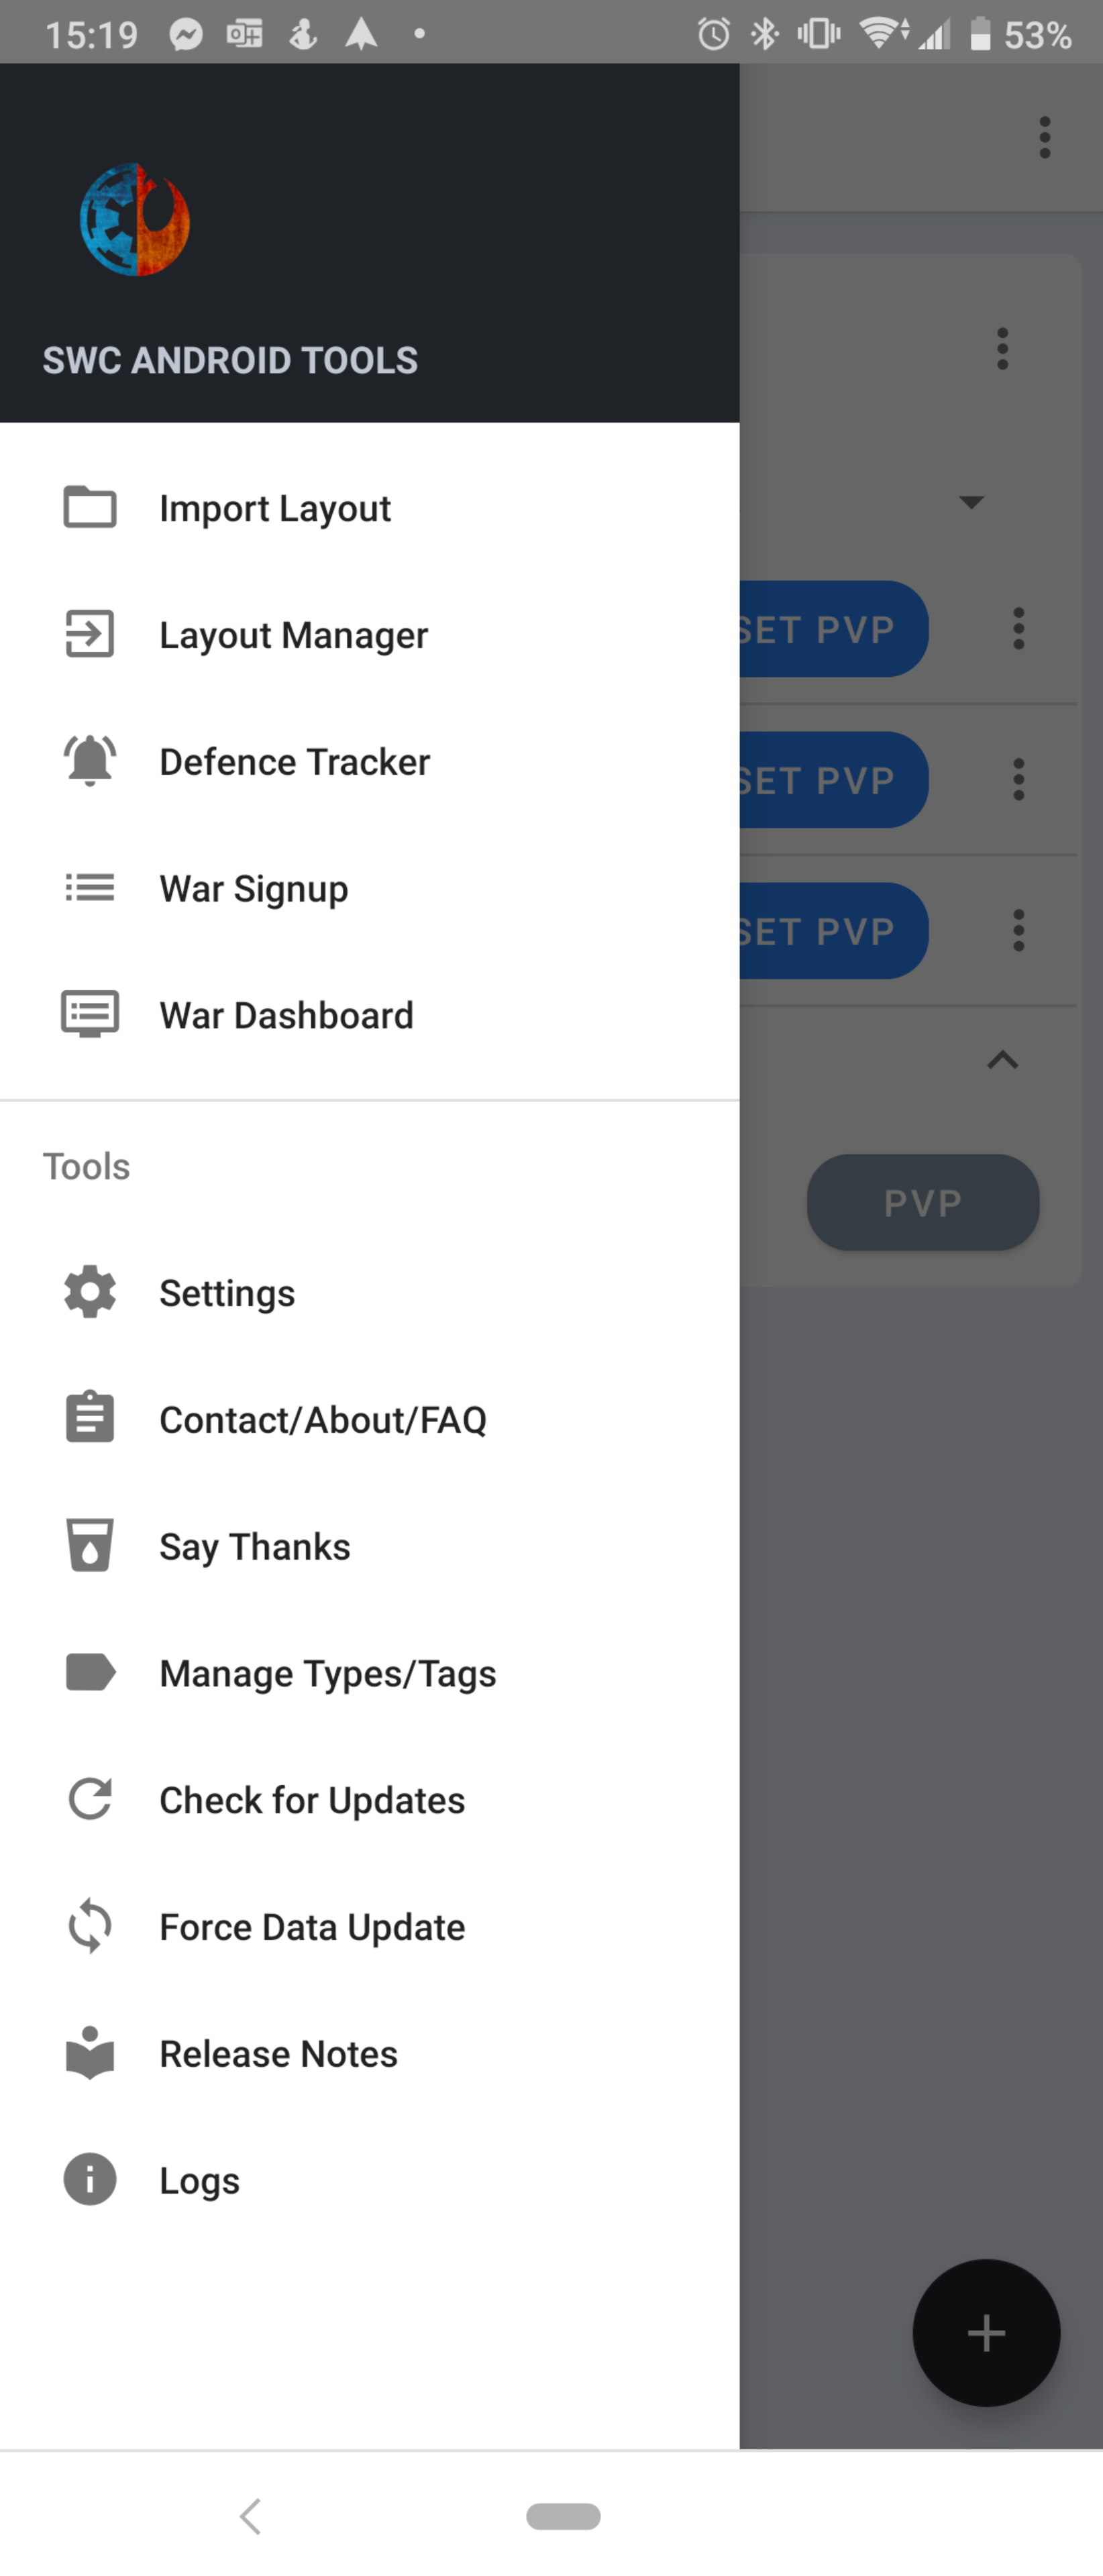 15:19
53%
SWC ANDROID TOOLS
Import Layout
Layout Manager
SET PVP
Defence Tracker
SET PVP
War Signup
SET PVP
War Dashboard
Tools
PVP
Settings
Contact/About/FAQ
Say Thanks
Manage Types/Tags
Check for Updates
Force Data Update
Release Notes
Logs